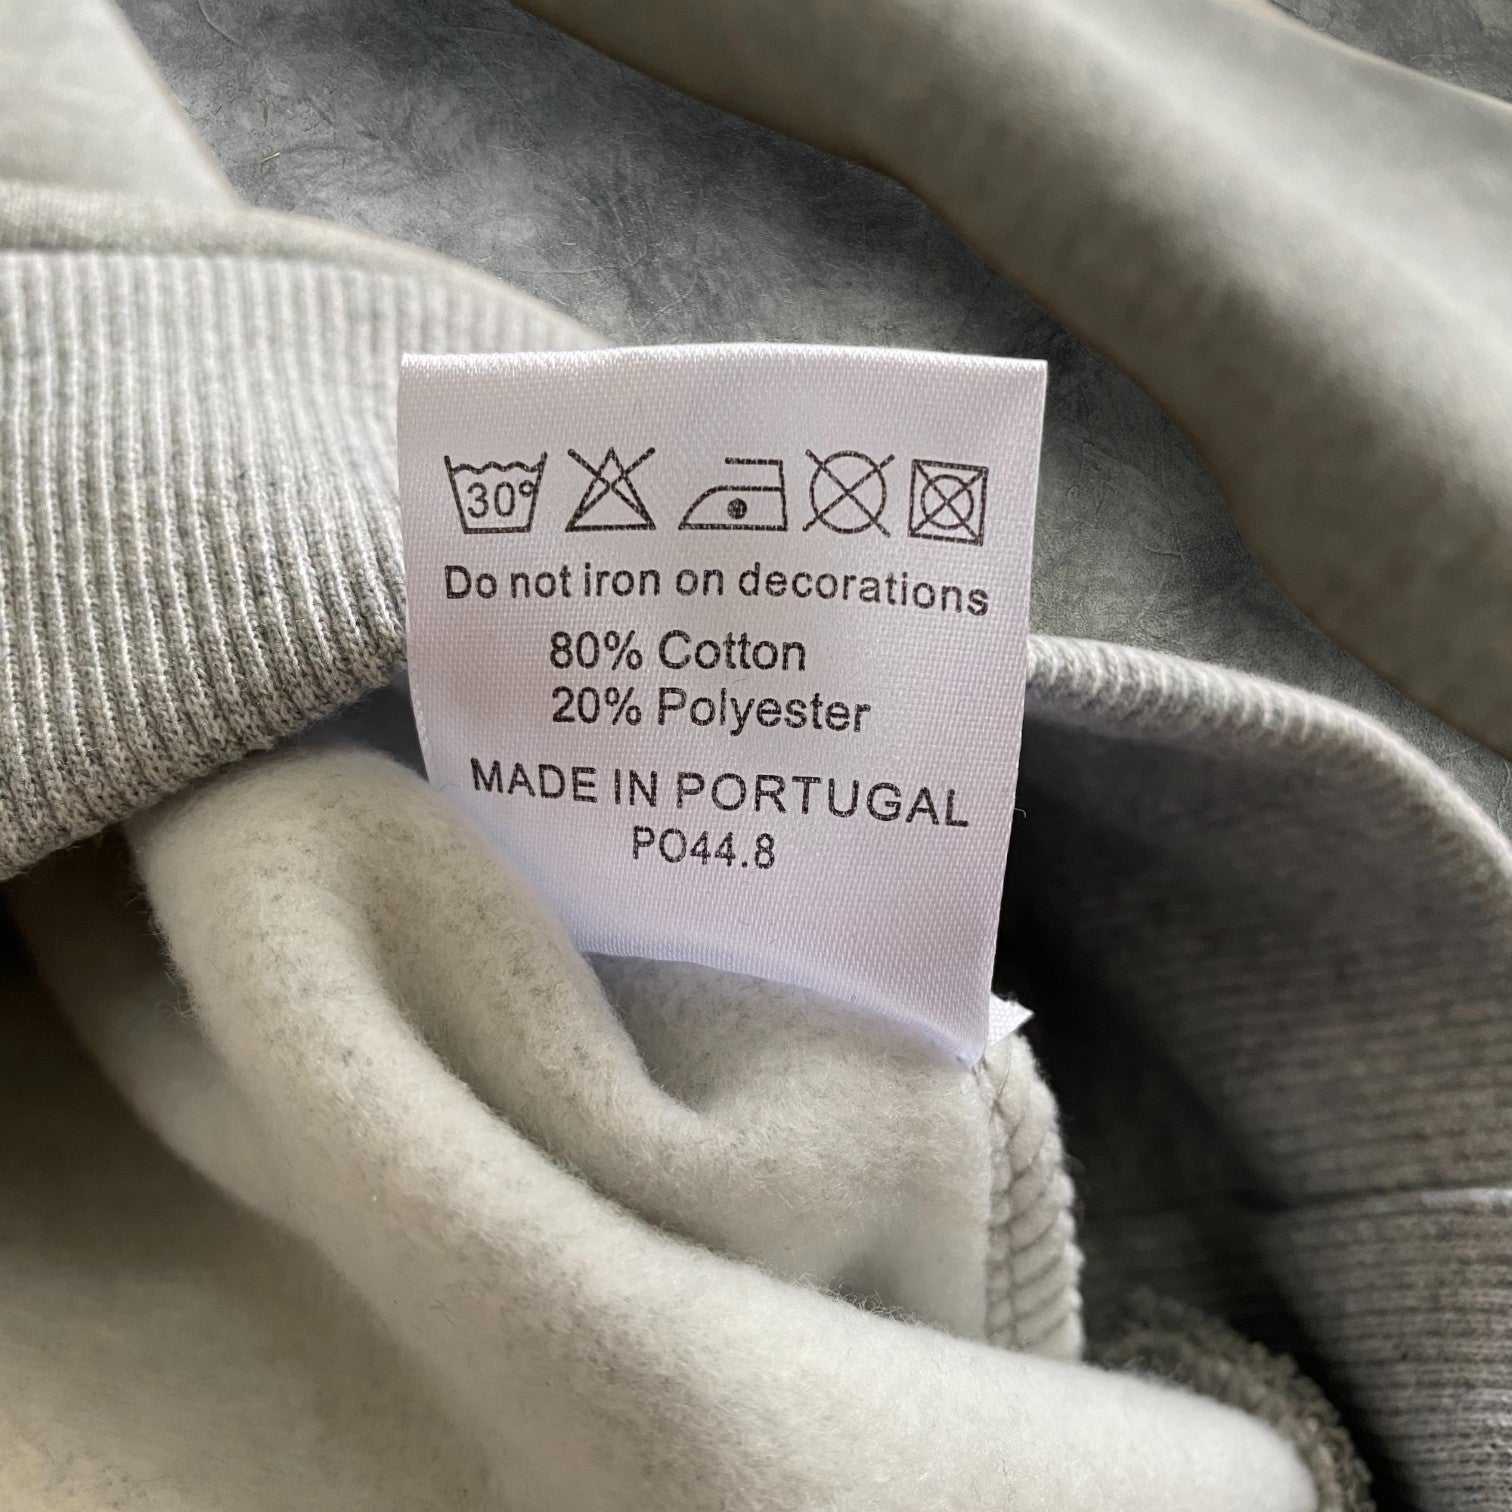 30°
Do not iron on decorations
80% Cotton
20% Polyester
MADE IN PORTUGAL
PO44.8